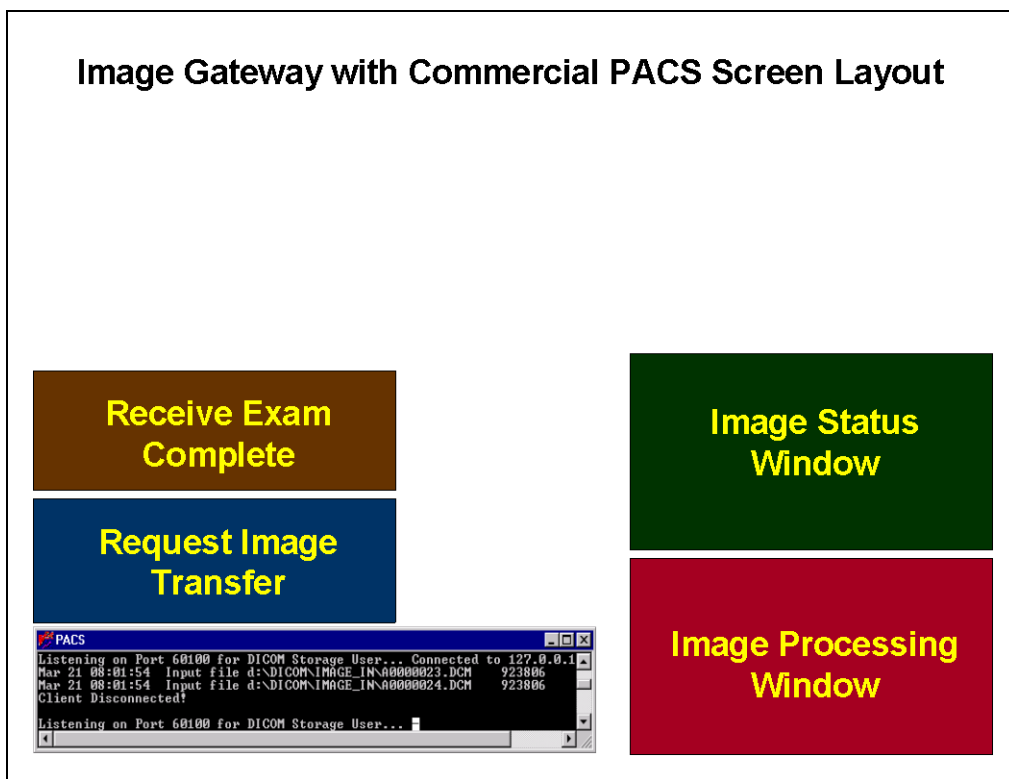 Image Gateway with Commercial PACS Screen Layout
Receive Exam
Complete
Request Image
Transfer
PACS
Listening on Port 60100 for DICOM Storage User... Connected to 127.0.0.1
Mar 21 08:01:54  Input file d:\DICOM\IMAGE_IN\A0000023.DCM    923806
Mar 21 08:01:54  Input file d:\DICOM\IMAGE_IN\A0000024.DCM    923806
Client Disconnected!
Listening on Port 60100 for DICOM Storage User...
Image Status
Window
Image Processing
Window